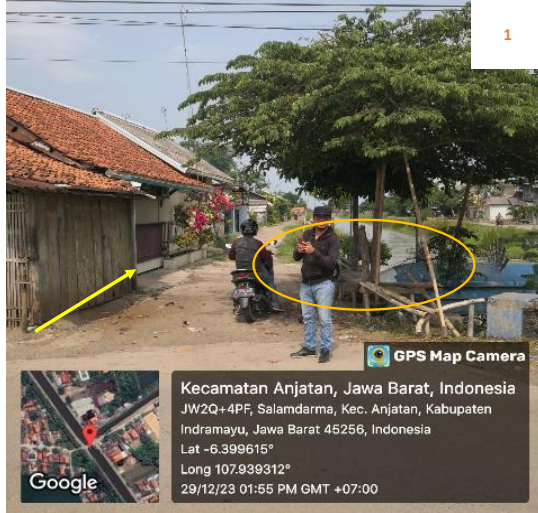 1
GPS Map Camera
Kecamatan Anjatan, Jawa Barat, Indonesia
JW2Q+4PF, Salamdarma, Kec. Anjatan, Kabupaten
Indramayu, Jawa Barat 45256, Indonesia
Lat -6.399615°
Long 107.939312°
29/12/23 01:55 PM GMT +07:00
Google